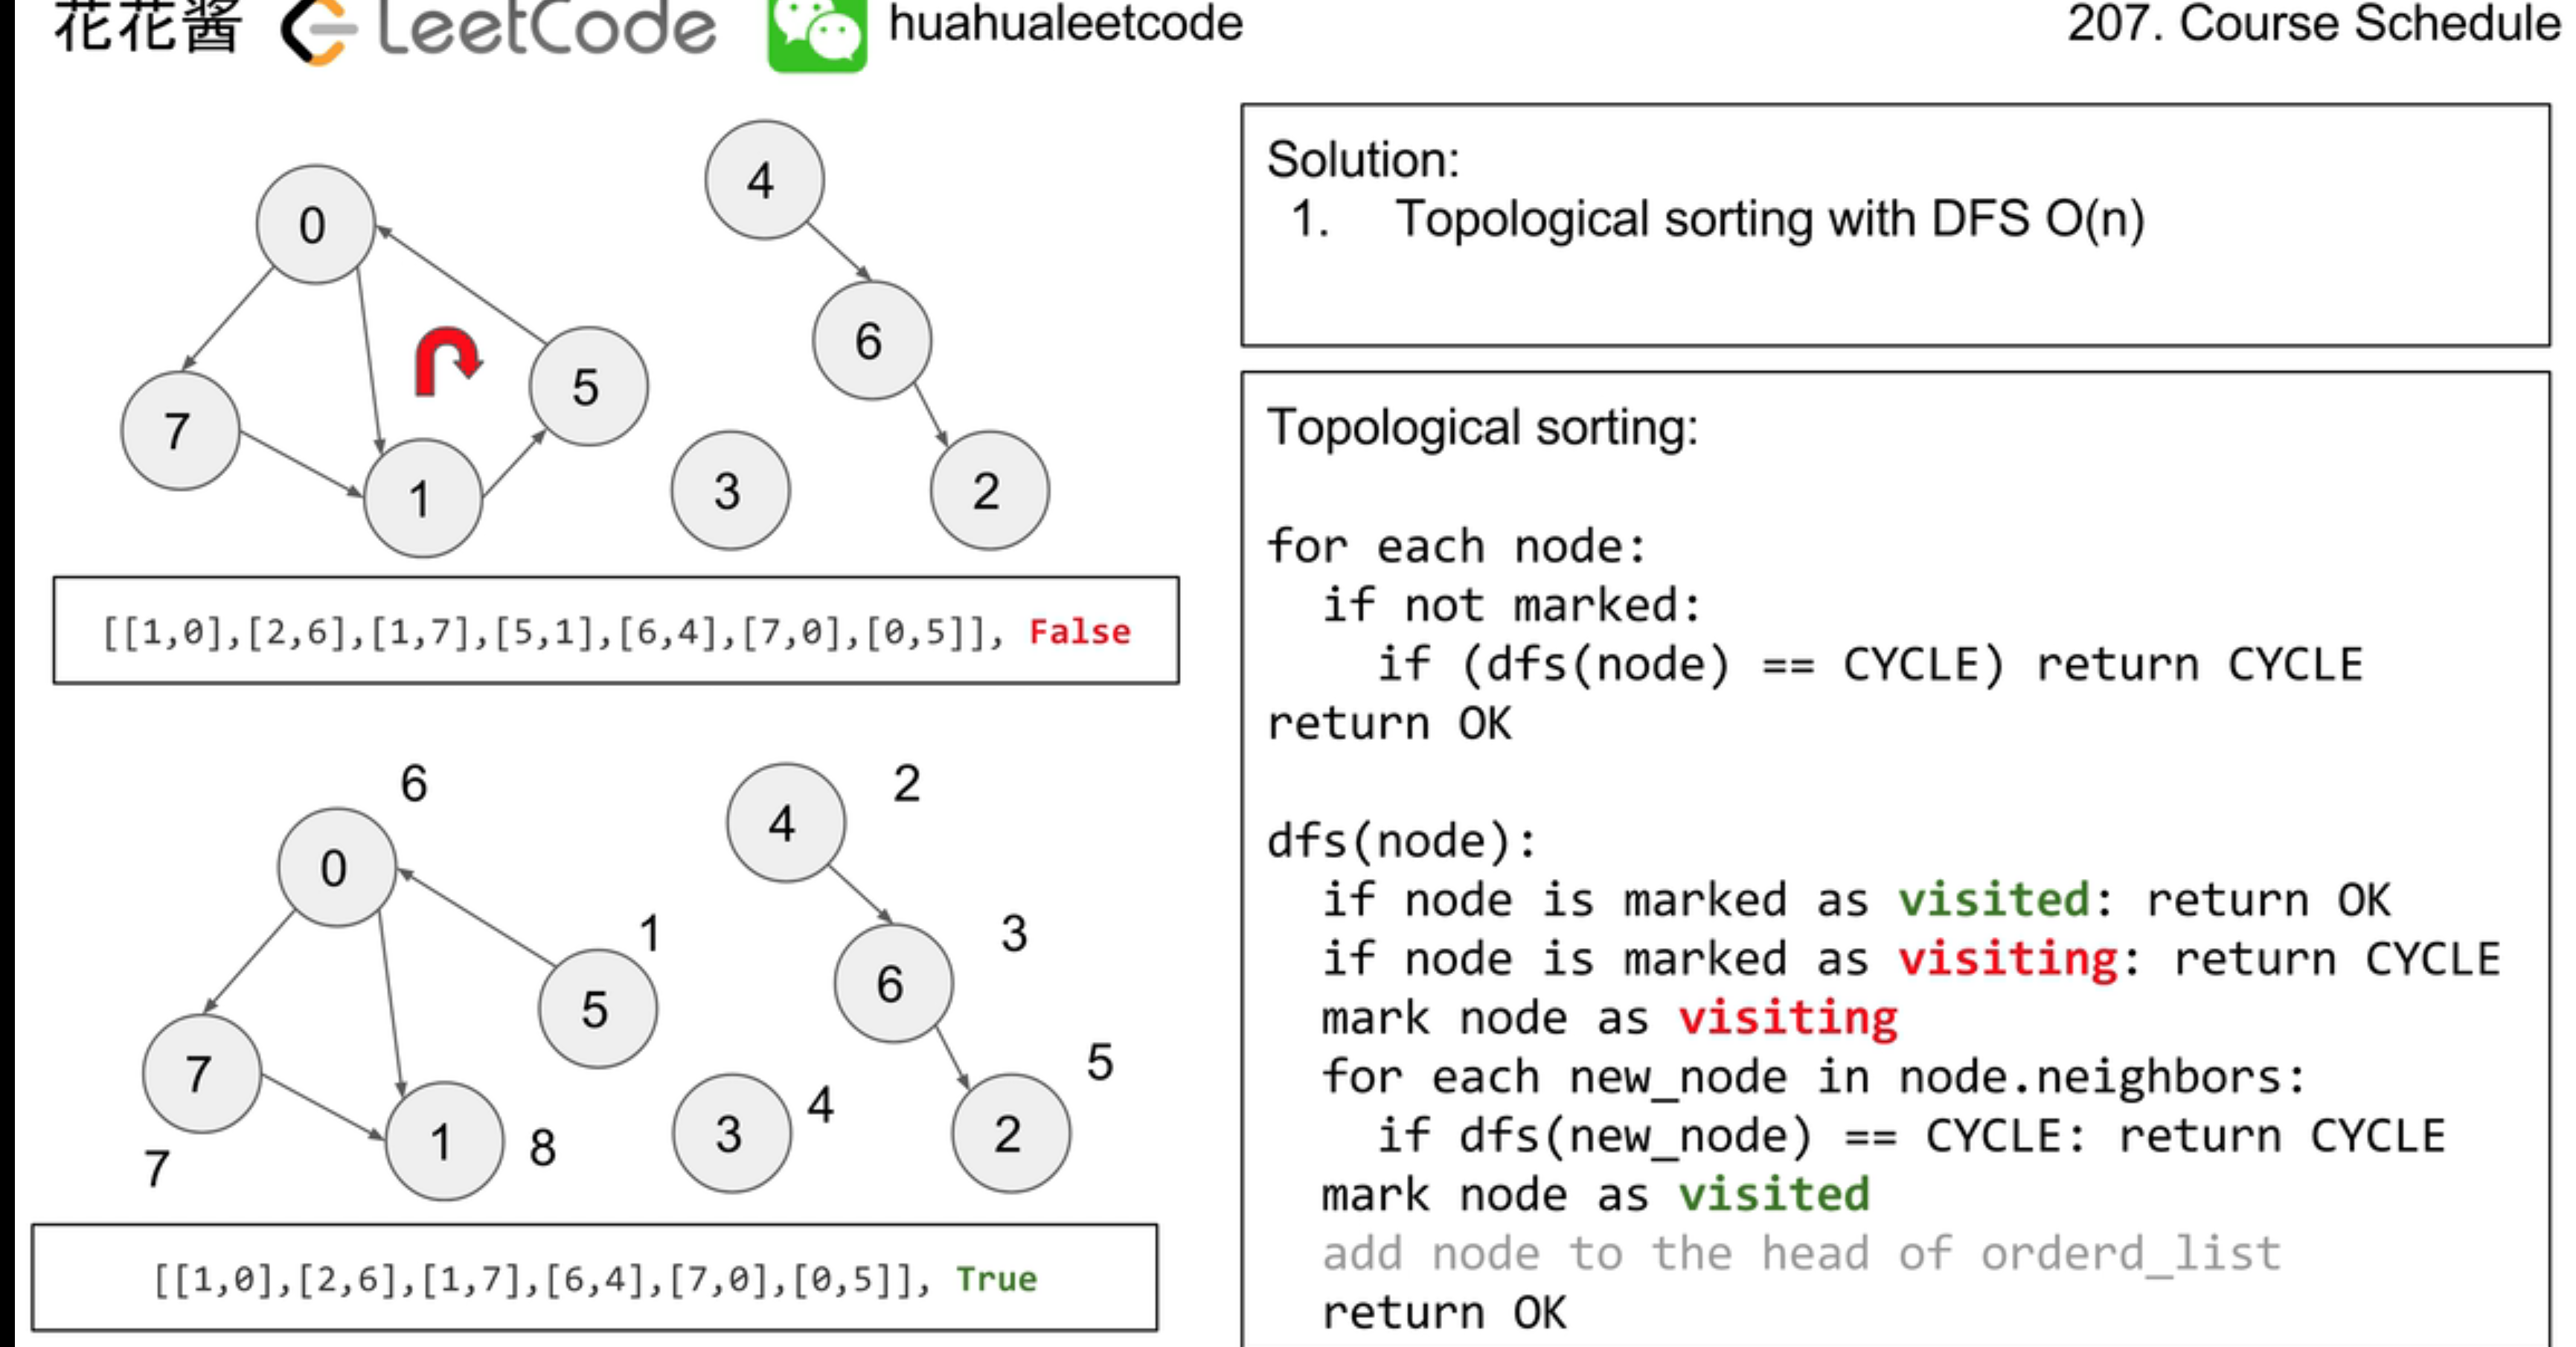 花花酱 LeetCode huahualeetcode 207. Course Schedule
0
4
6
5
7
1
3
2
[[1,0],[2,6],[1,7],[5,1],[6,4],[7,0],[0,5]], False
6
2
4
0
1
3
6
5
5
7
4
3
2
1
8
7
[[1,0],[2,6],[1,7],[6,4],[7,0],[0,5]], True
Solution:
1. Topological sorting with DFS O(n)
Topological sorting:
for each node:
if not marked:
if (dfs(node) == CYCLE) return CYCLE
return OK
dfs(node):
if node is marked as visited: return OK
if node is marked as visiting: return CYCLE
mark node as visiting
for each new_node in node.neighbors:
if dfs(new_node) == CYCLE: return CYCLE
mark node as visited
add node to the head of orderd_list
return OK